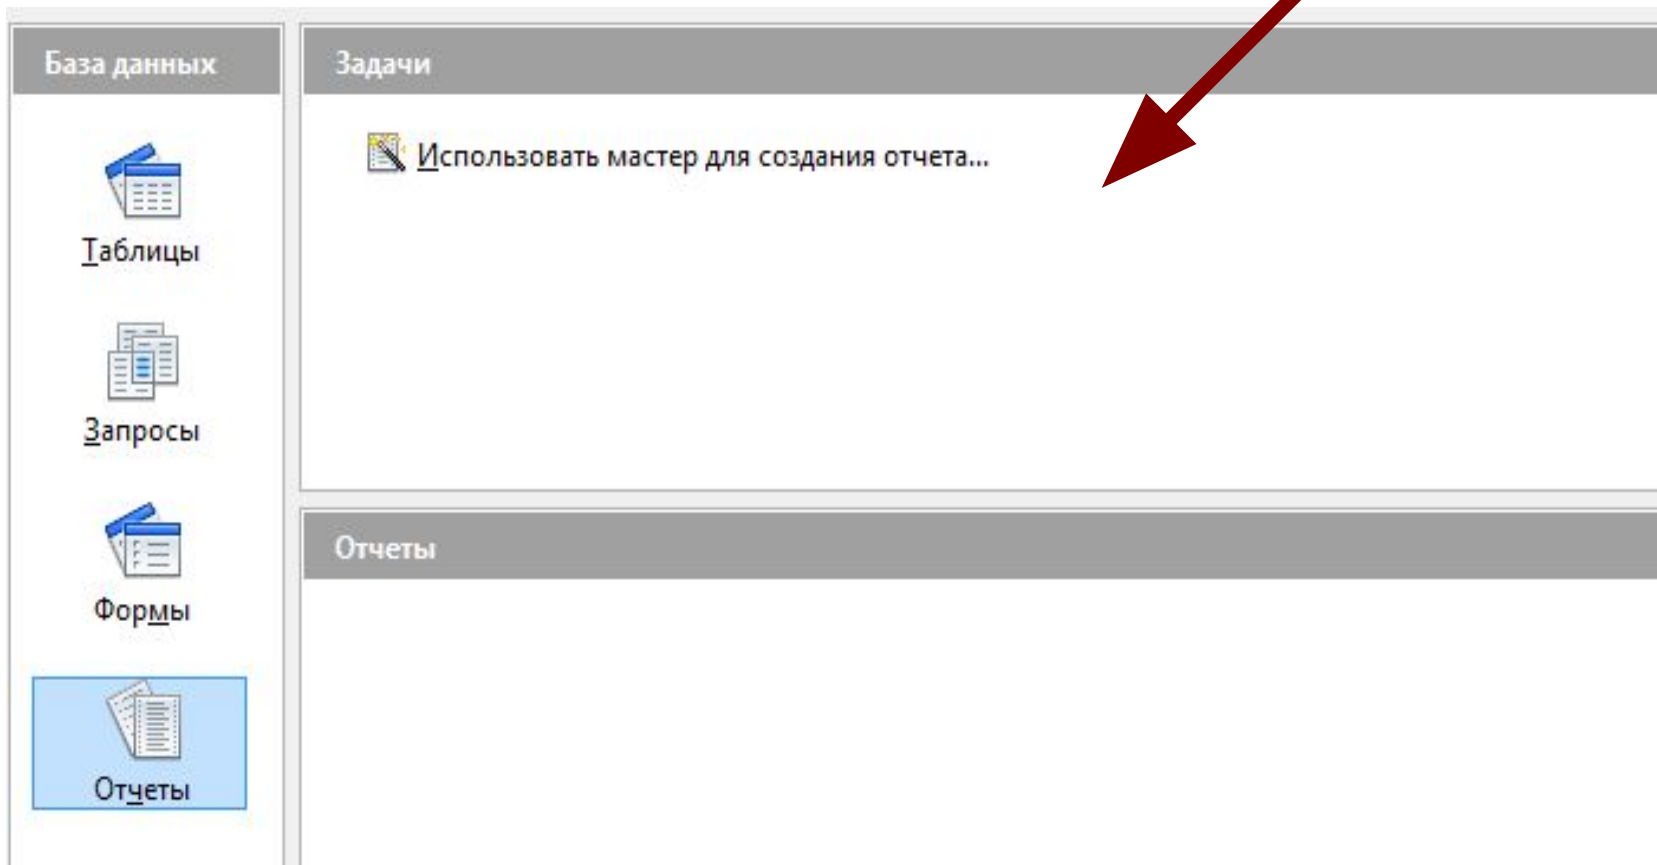 База данных
Таблицы
Запросы
Формы
Отчеты
Задачи
Использовать мастер для создания отчета...
Отчеты